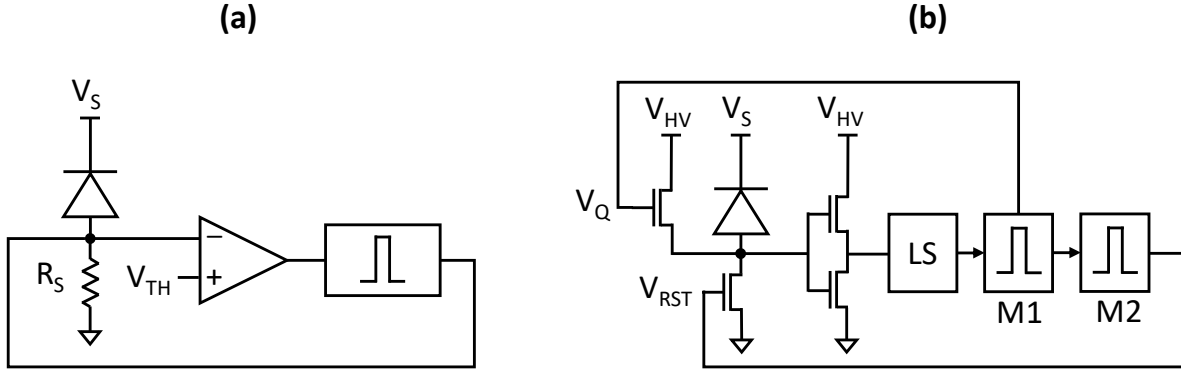 (a)
(b)
V_S
R_S
V_TH
−
+
V_HV
V_S
V_HV
V_Q
V_RST
LS
M1
M2